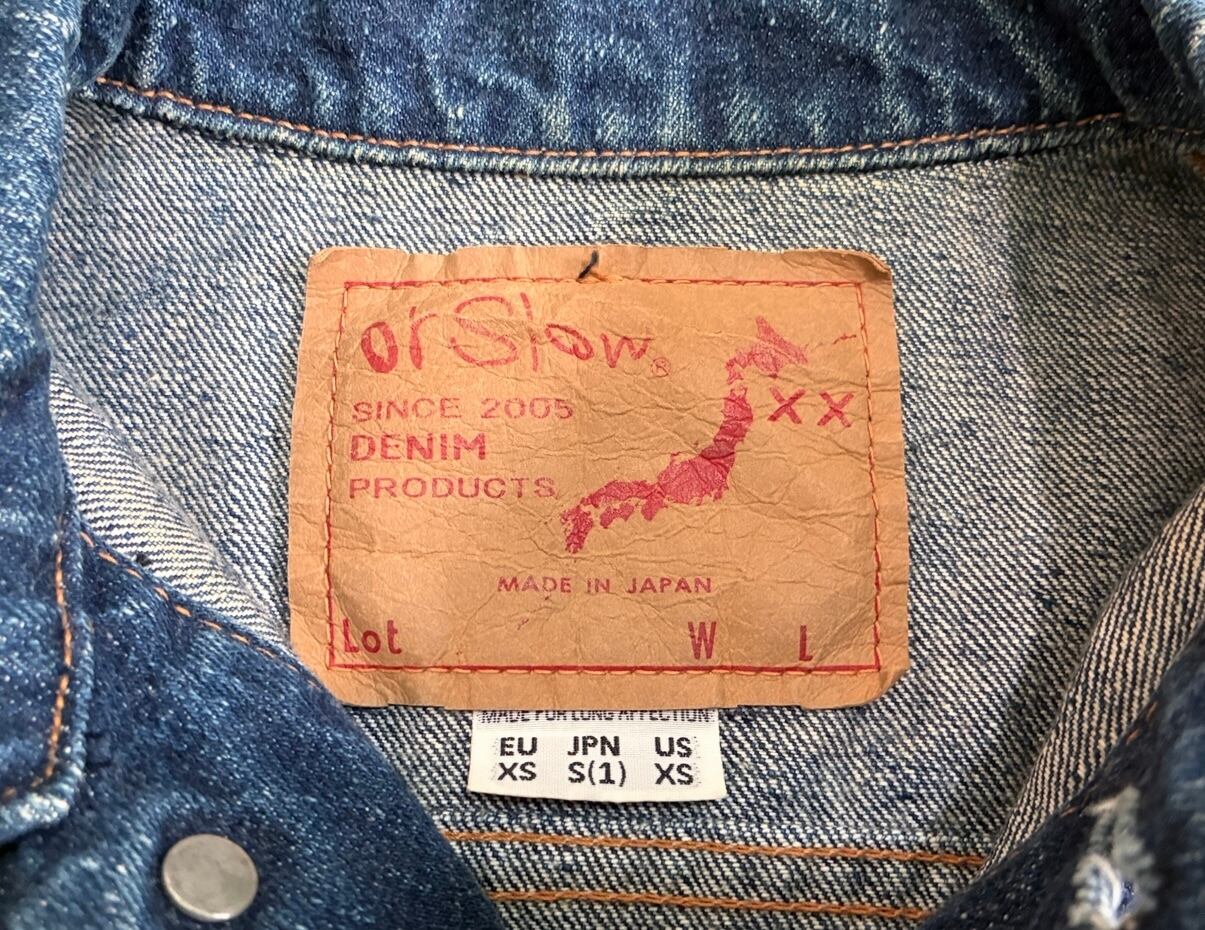 orSlow®
SINCE 2005
DENIM
PRODUCTS
XX
MADE IN JAPAN
Lot W L
MADE FOR LONG AFFECTION
EU JPN US
XS S(1) XS